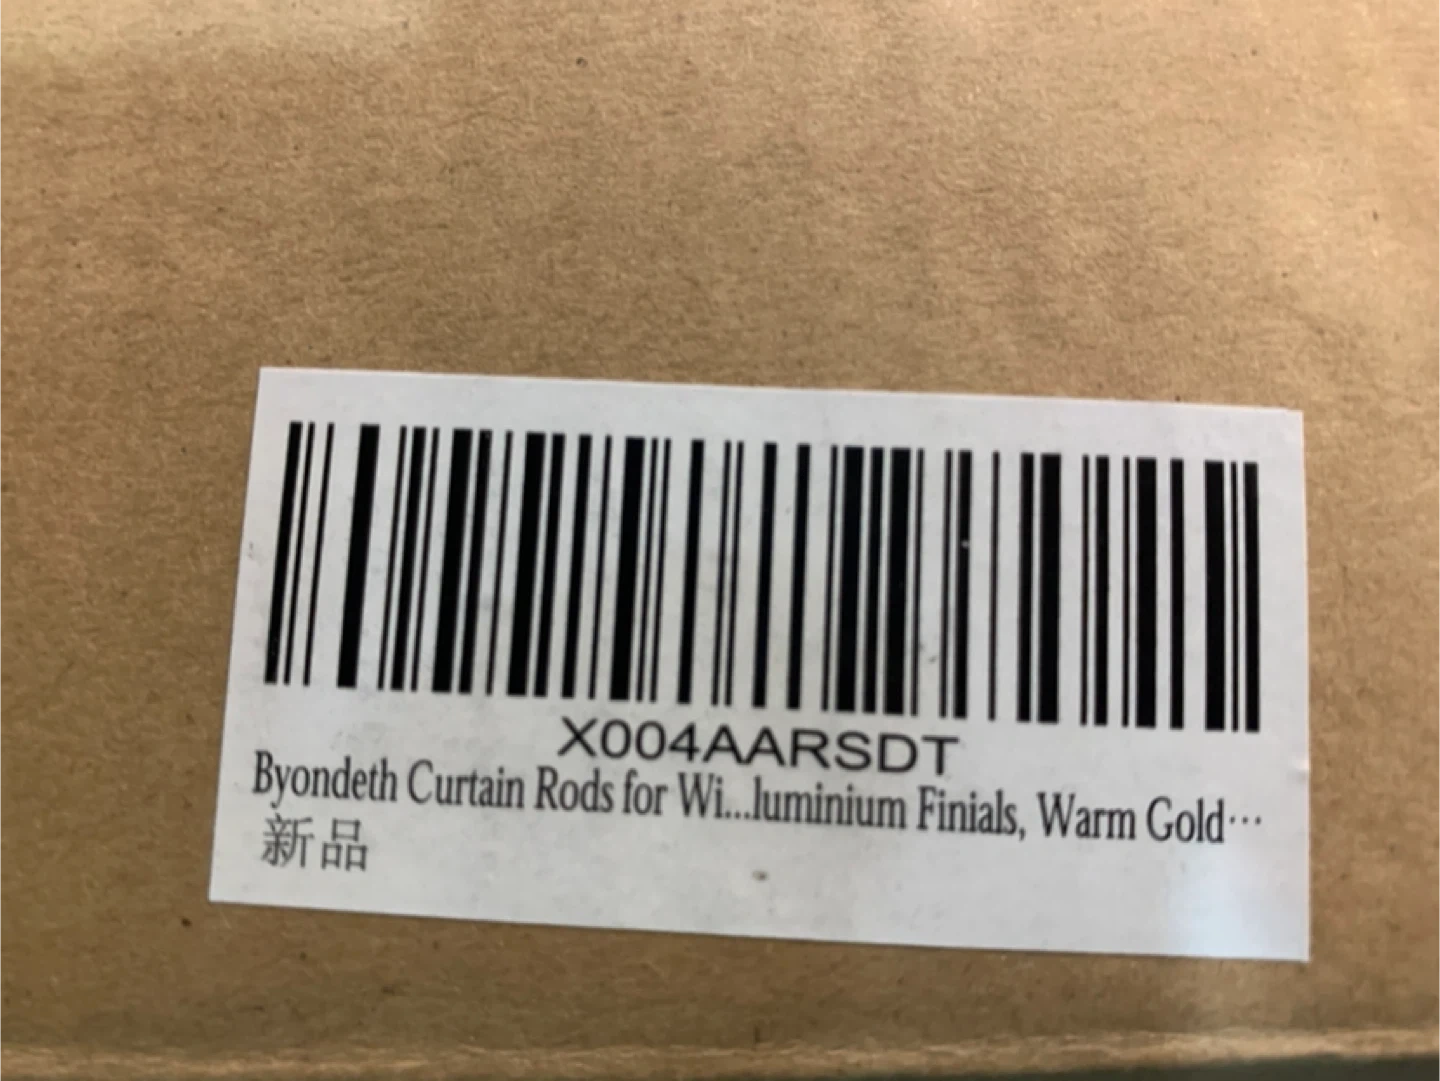 X004AARSDT
Byondeth Curtain Rods for Wi...luminium Finials, Warm Gold···
新品